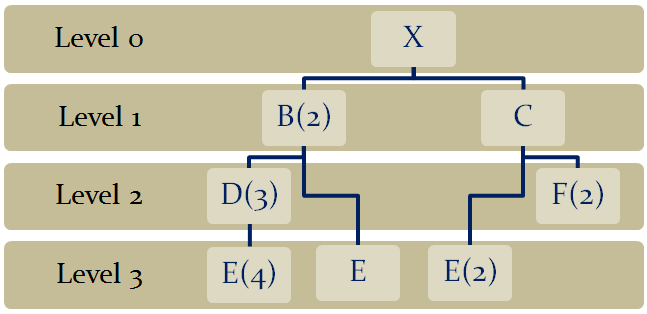 Level 0 X
Level 1 B(2) C
Level 2 D(3) F(2)
Level 3 E(4) E E(2)